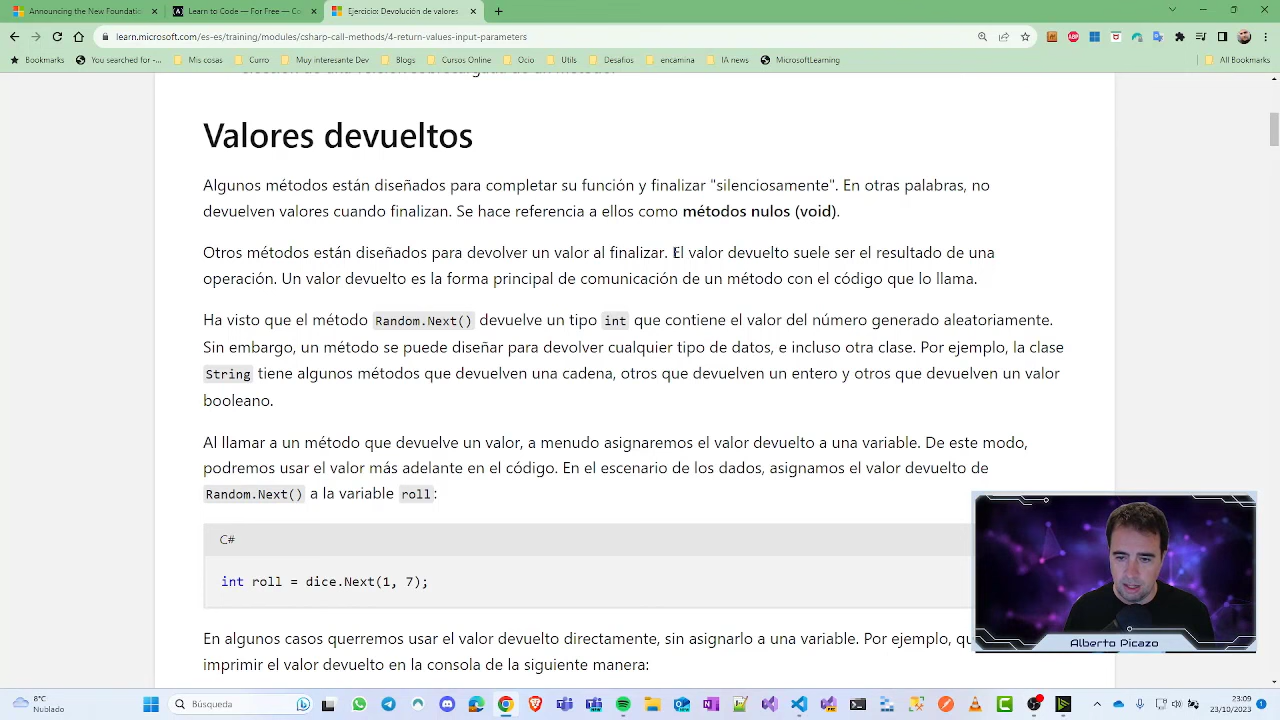 Announcing the New Foundatic
Learn to Code — For Free — Co
Ejercicio: Devolución de valores
learn.microsoft.com/es-es/training/modules/csharp-call-methods/4-return-values-input-parameters
Bookmarks
You searched for -...
Mis cosas
Curro
Muy interesante Dev
Blogs
Cursos Online
Ocio
Utils
Desafios
encamina
IA news
MicrosoftLearning
All Bookmarks
Valores devueltos
Algunos métodos están diseñados para completar su función y finalizar "silenciosamente". En otras palabras, no
devuelven valores cuando finalizan. Se hace referencia a ellos como métodos nulos (void).
Otros métodos están diseñados para devolver un valor al finalizar. El valor devuelto suele ser el resultado de una
operación. Un valor devuelto es la forma principal de comunicación de un método con el código que lo llama.
Ha visto que el método Random.Next() devuelve un tipo int que contiene el valor del número generado aleatoriamente.
Sin embargo, un método se puede diseñar para devolver cualquier tipo de datos, e incluso otra clase. Por ejemplo, la clase
String tiene algunos métodos que devuelven una cadena, otros que devuelven un entero y otros que devuelven un valor
booleano.
Al llamar a un método que devuelve un valor, a menudo asignaremos el valor devuelto a una variable. De este modo,
podremos usar el valor más adelante en el código. En el escenario de los dados, asignamos el valor devuelto de
Random.Next() a la variable roll:
C#
int roll = dice.Next(1, 7);
En algunos casos querremos usar el valor devuelto directamente, sin asignarlo a una variable. Por ejemplo, qu
imprimir el valor devuelto en la consola de la siguiente manera:
Alberto Picazo
8°C
Nublado
Búsqueda
23:09
23/10/2023